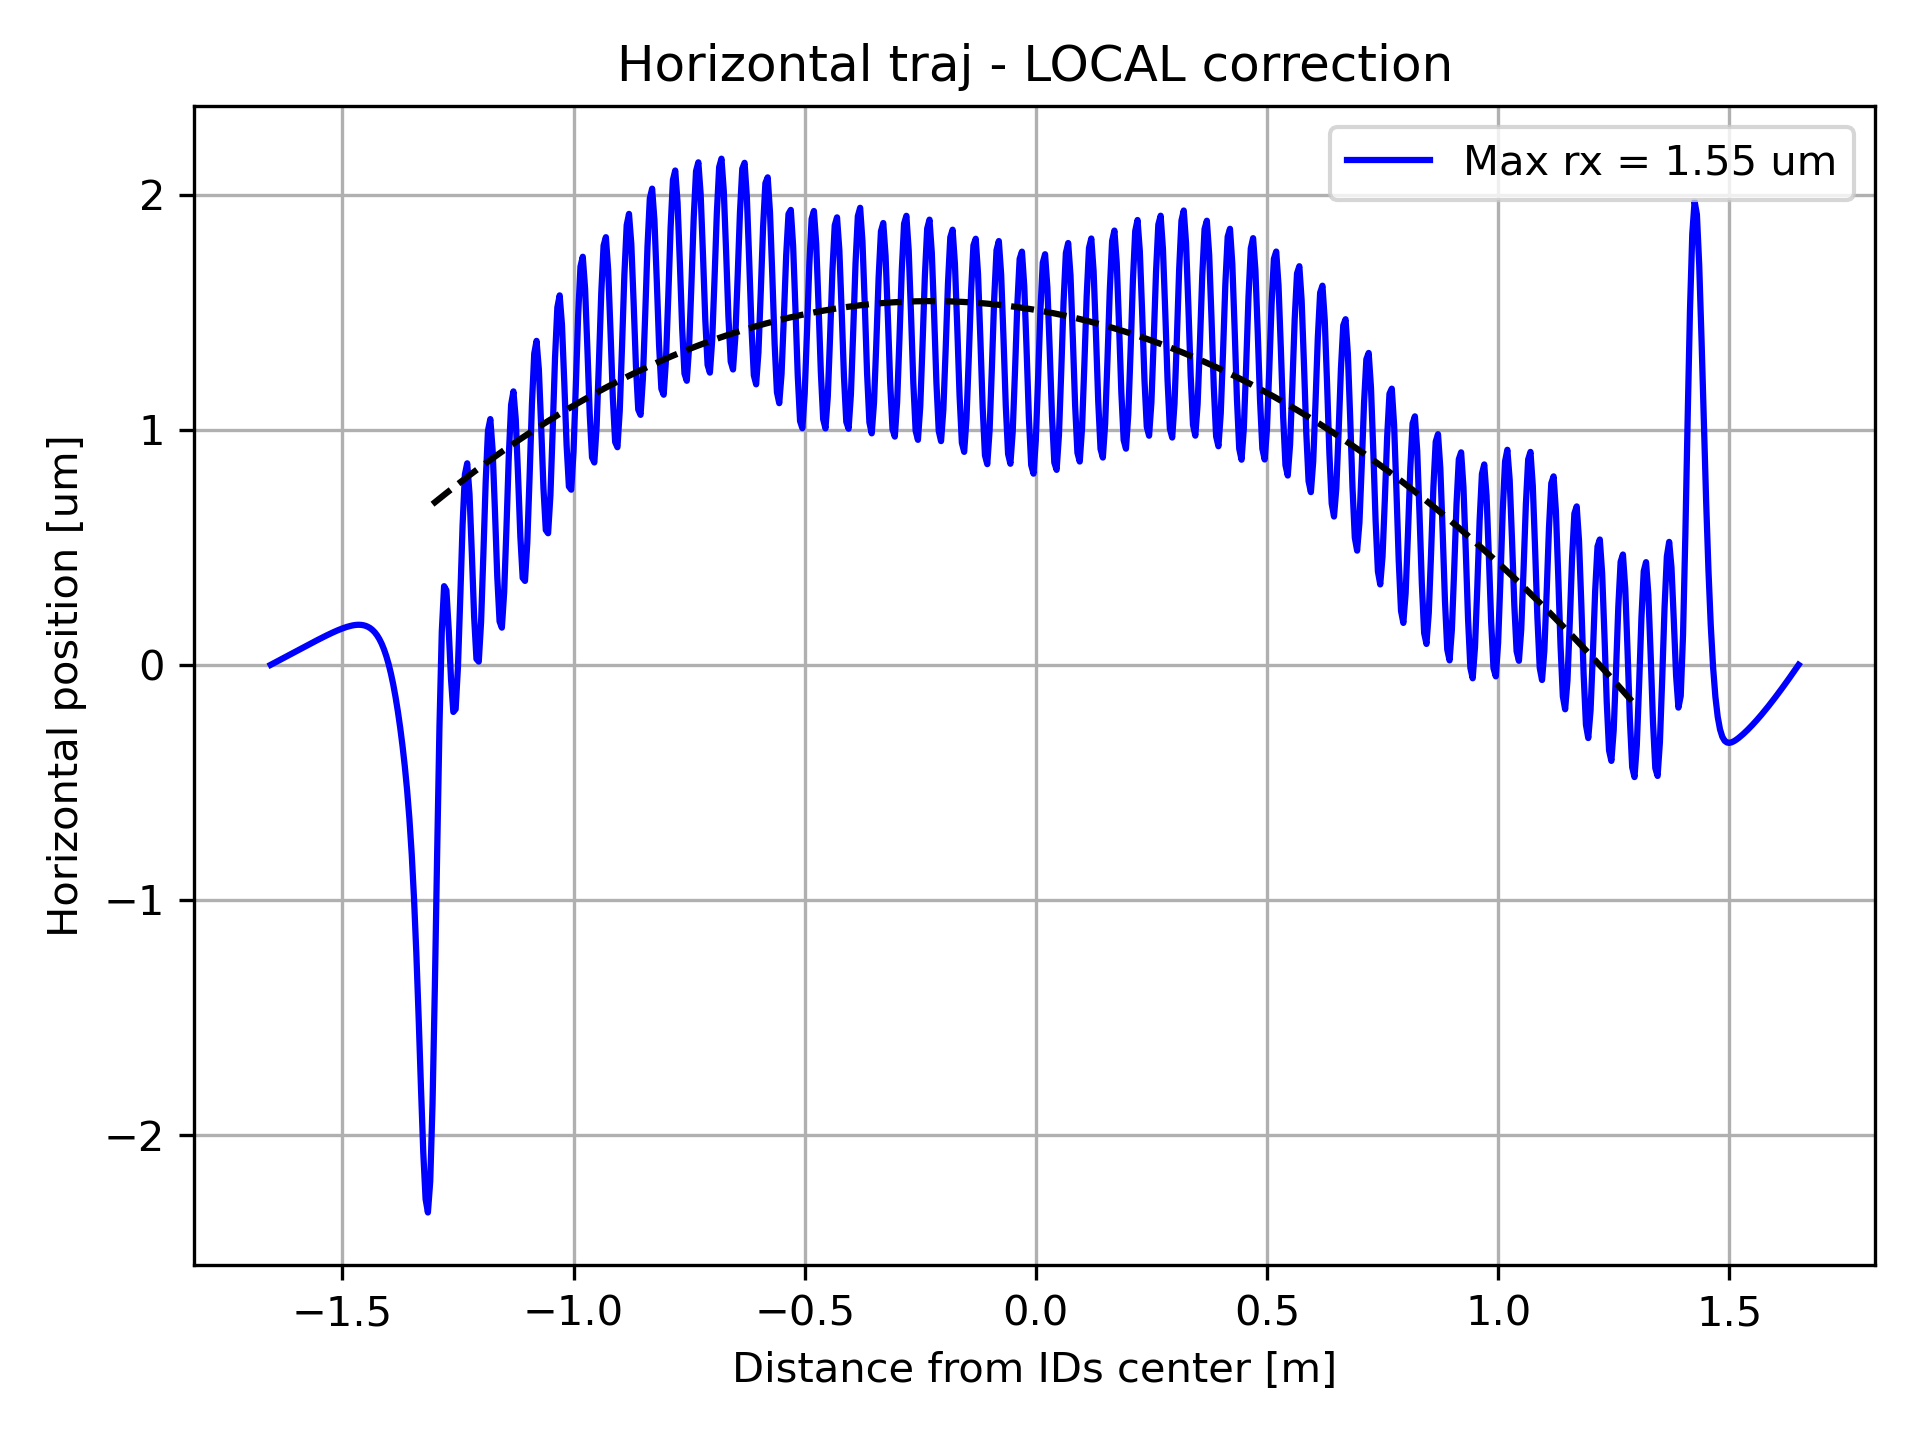 Horizontal traj - LOCAL correction
Max rx = 1.55 um
Horizontal position [um]
2
1
0
−1
−2
−1.5 −1.0 −0.5 0.0 0.5 1.0 1.5
Distance from IDs center [m]